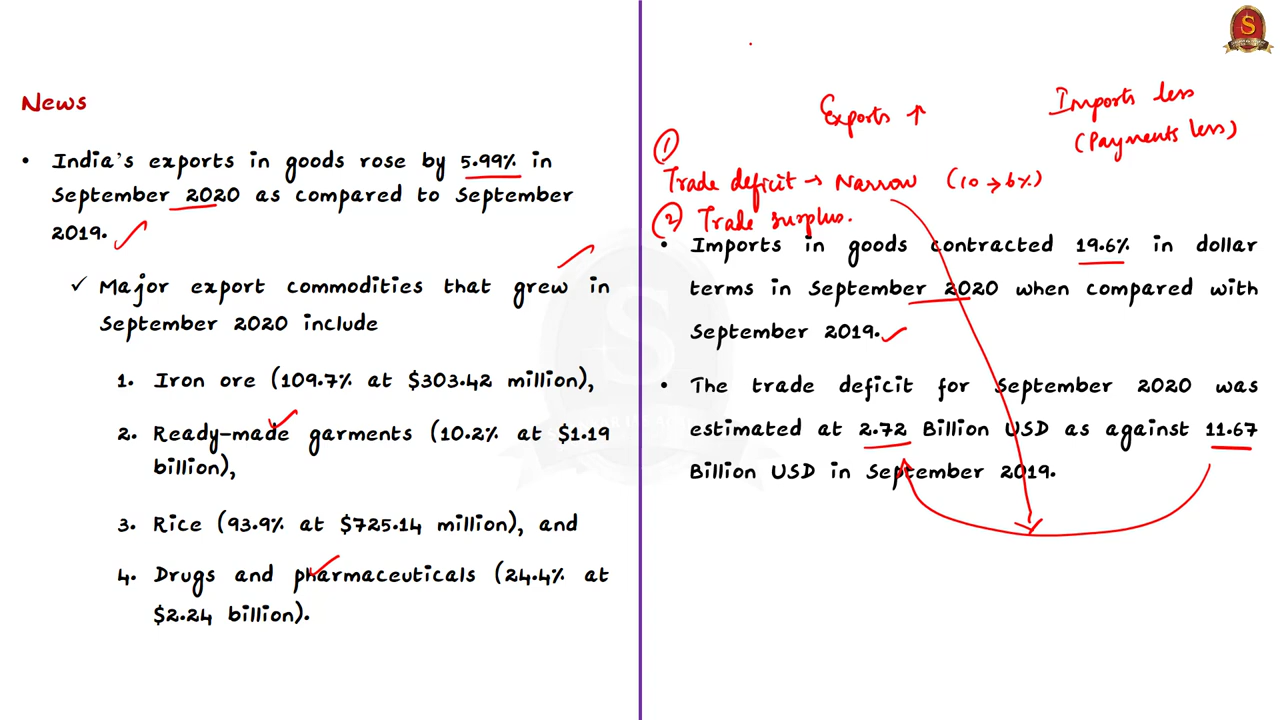 News
• India's exports in goods rose by 5.99% in
September 2020 as compared to September
2019.
✓ Major export commodities that grew in
September 2020 include
1. Iron ore (109.7% at $303.42 million),
2. Ready-made garments (10.2% at $1.19
billion),
3. Rice (93.9% at $725.14 million), and
4. Drugs and pharmaceuticals (24.4% at
$2.24 billion).
Exports ↑
Imports less
(Payments less)
①
Trade deficit → Narrow (10 → 6%)
② Trade surplus.
• Imports in goods contracted 19.6% in dollar
terms in September 2020 when compared with
September 2019.
• The trade deficit for September 2020 was
estimated at 2.72 Billion USD as against 11.67
Billion USD in September 2019.
S